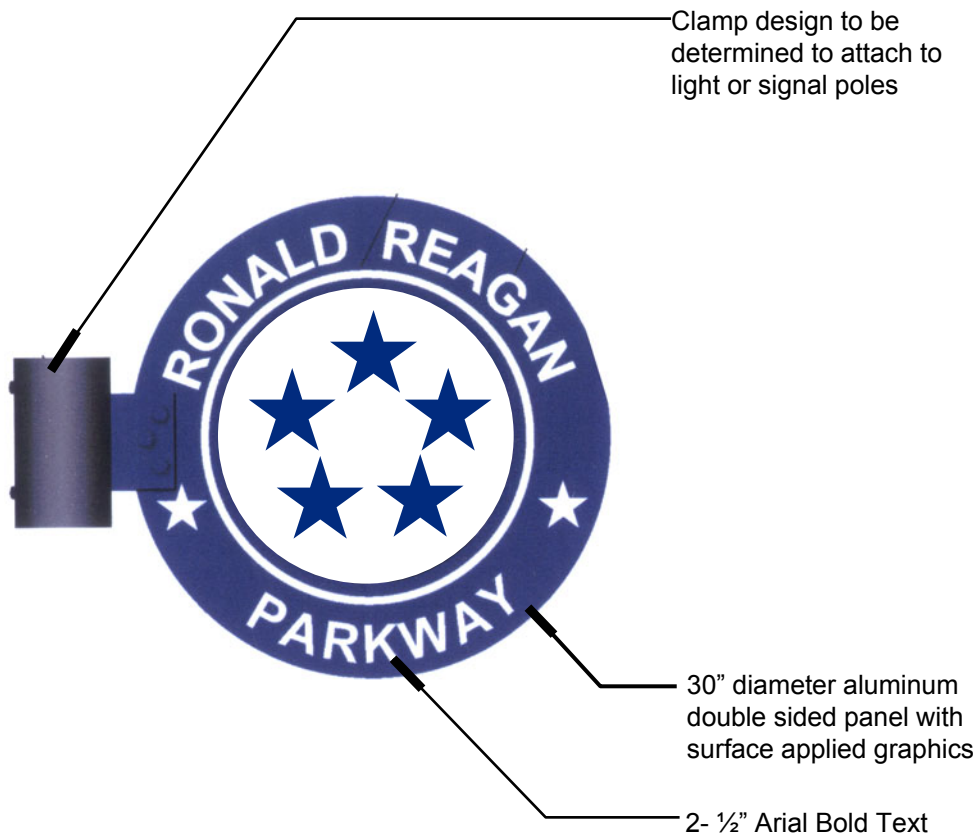 Clamp design to be
determined to attach to
light or signal poles
RONALD REAGAN
PARKWAY
30” diameter aluminum
double sided panel with
surface applied graphics
2- ½” Arial Bold Text